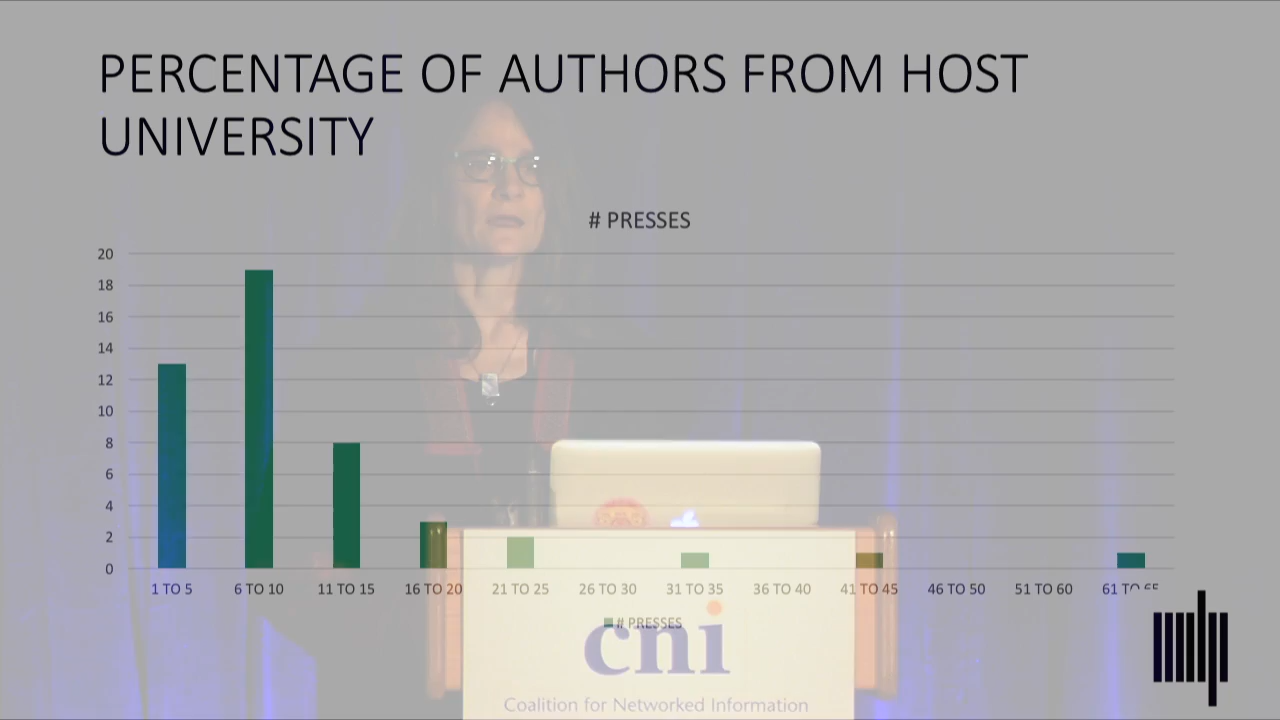 PERCENTAGE OF AUTHORS FROM HOST
UNIVERSITY
# PRESSES
20
18
16
14
12
10
8
6
4
2
0
1 TO 5 6 TO 10 11 TO 15 16 TO 20 21 TO 25 26 TO 30 31 TO 35 36 TO 40 41 TO 45 46 TO 50 51 TO 60 61 TO 65
# PRESSES
cni
Coalition for Networked Information